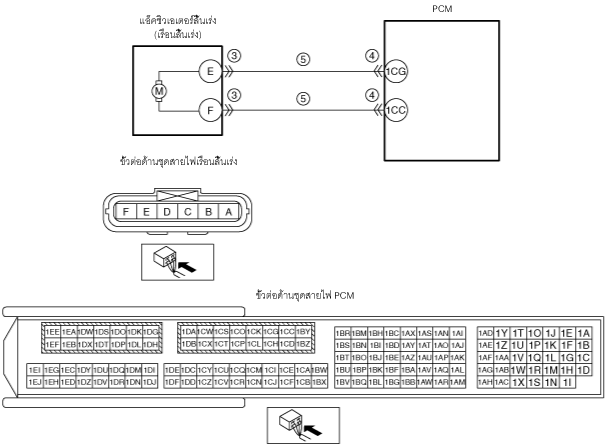 PCM
แอ็คชิวเอเตอร์ลิ้นเร่ง
(เรือนลิ้นเร่ง)
M
E
3
5
4
1CG
F
3
5
4
1CC
ขั้วต่อด้านชุดสายไฟเรือนลิ้นเร่ง
F E D C B A
ขั้วต่อด้านชุดสายไฟ PCM
1EE 1EA 1DW 1DS 1DO 1DK 1DG 1DA 1CW 1CS 1CO 1CK 1CG 1CC 1BY 1BR 1BM 1BH 1BC 1AX 1AS 1AN 1AI 1AD 1Y 1T 1O 1J 1E 1A
1EF 1EB 1DX 1DT 1DP 1DL 1DH 1DB 1CX 1CT 1CP 1CL 1CH 1CD 1BZ 1BS 1BN 1BI 1BD 1AY 1AT 1AO 1AJ 1AE 1Z 1U 1P 1K 1F 1B
1BT 1BO 1BJ 1BE 1AZ 1AU 1AP 1AK 1AF 1AA 1V 1Q 1L 1G 1C
1EI 1EG 1EC 1DY 1DU 1DQ 1DM 1DI 1DE 1DC 1CY 1CU 1CQ 1CM 1CI 1CE 1CA 1BW 1BU 1BP 1BK 1BF 1BA 1AV 1AQ 1AL 1AG 1AB 1W 1R 1M 1H 1D
1EJ 1EH 1ED 1DZ 1DV 1DR 1DN 1DJ 1DF 1DD 1CZ 1CV 1CR 1CN 1CJ 1CF 1CB 1BX 1BV 1BQ 1BL 1BG 1BB 1AW 1AR 1AM 1AH 1AC 1X 1S 1N 1I